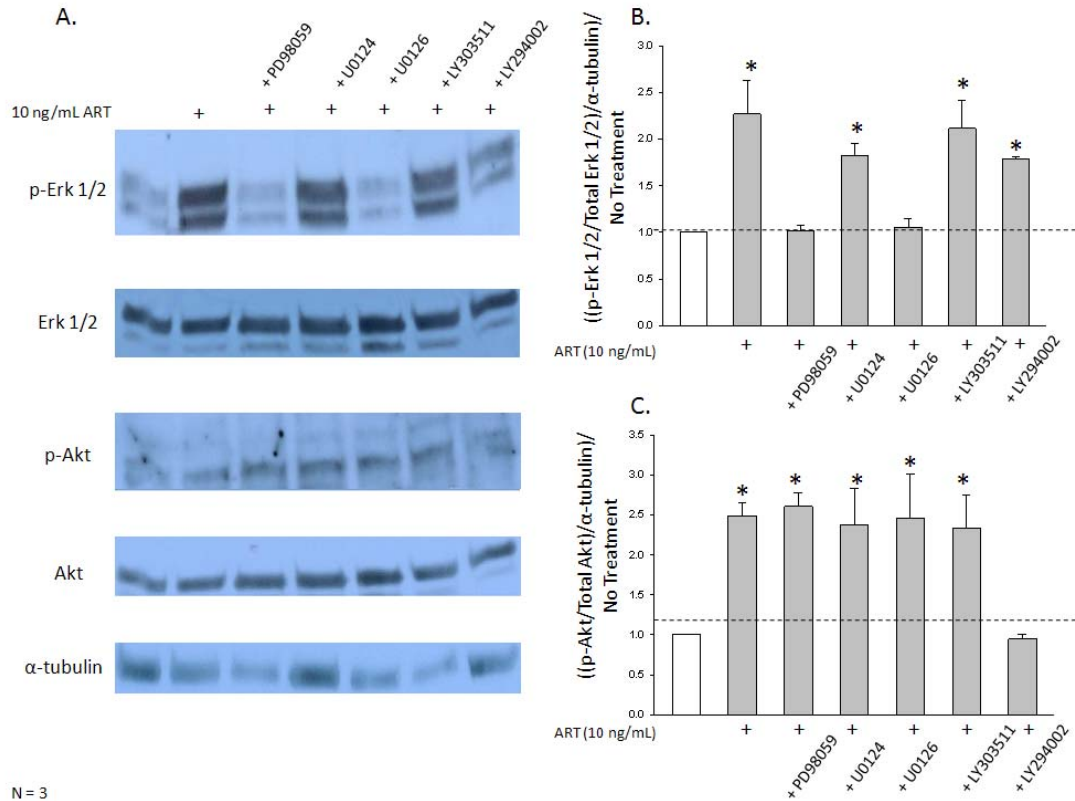 A.
+ PD98059
+ U0124
+ U0126
+ LY303511
+ LY294002
10 ng/mL ART + + + + + +
p-Erk 1/2
Erk 1/2
p-Akt
Akt
α-tubulin
N = 3
B.
((p-Erk 1/2/Total Erk 1/2)/α-tubulin)/
No Treatment
3.0
2.5
2.0
1.5
1.0
0.5
0.0
* * * *
ART (10 ng/mL) + + + + + +
+ PD98059
+ U0124
+ U0126
+ LY303511
+ LY294002
C.
((p-Akt/Total Akt)/α-tubulin)/
No Treatment
3.5
3.0
2.5
2.0
1.5
1.0
0.5
0.0
* * * * *
ART (10 ng/mL) + + + + + +
+ PD98059
+ U0124
+ U0126
+ LY303511
+ LY294002